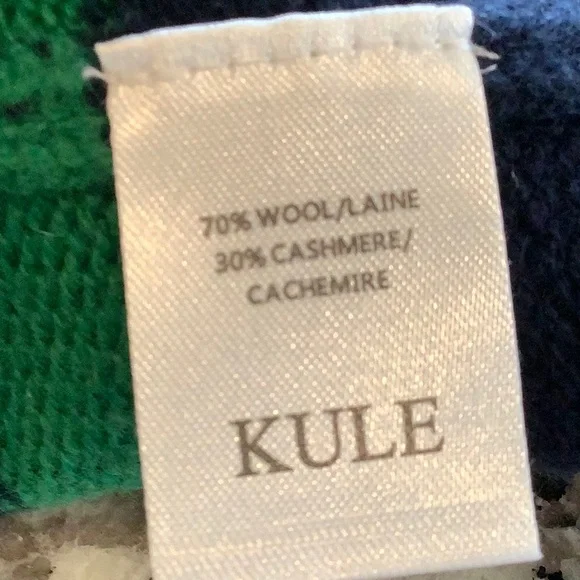 70% WOOL/LAINE
30% CASHMERE/
CACHEMIRE
KULE